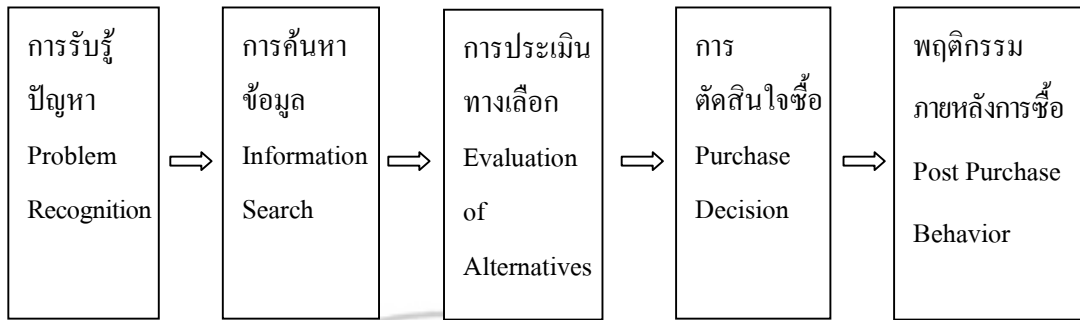 การรับรู้
ปัญหา
Problem
Recognition
การค้นหา
ข้อมูล
Information
Search
การประเมิน
ทางเลือก
Evaluation
of
Alternatives
การ
ตัดสินใจซื้อ
Purchase
Decision
พฤติกรรม
ภายหลังการซื้อ
Post Purchase
Behavior